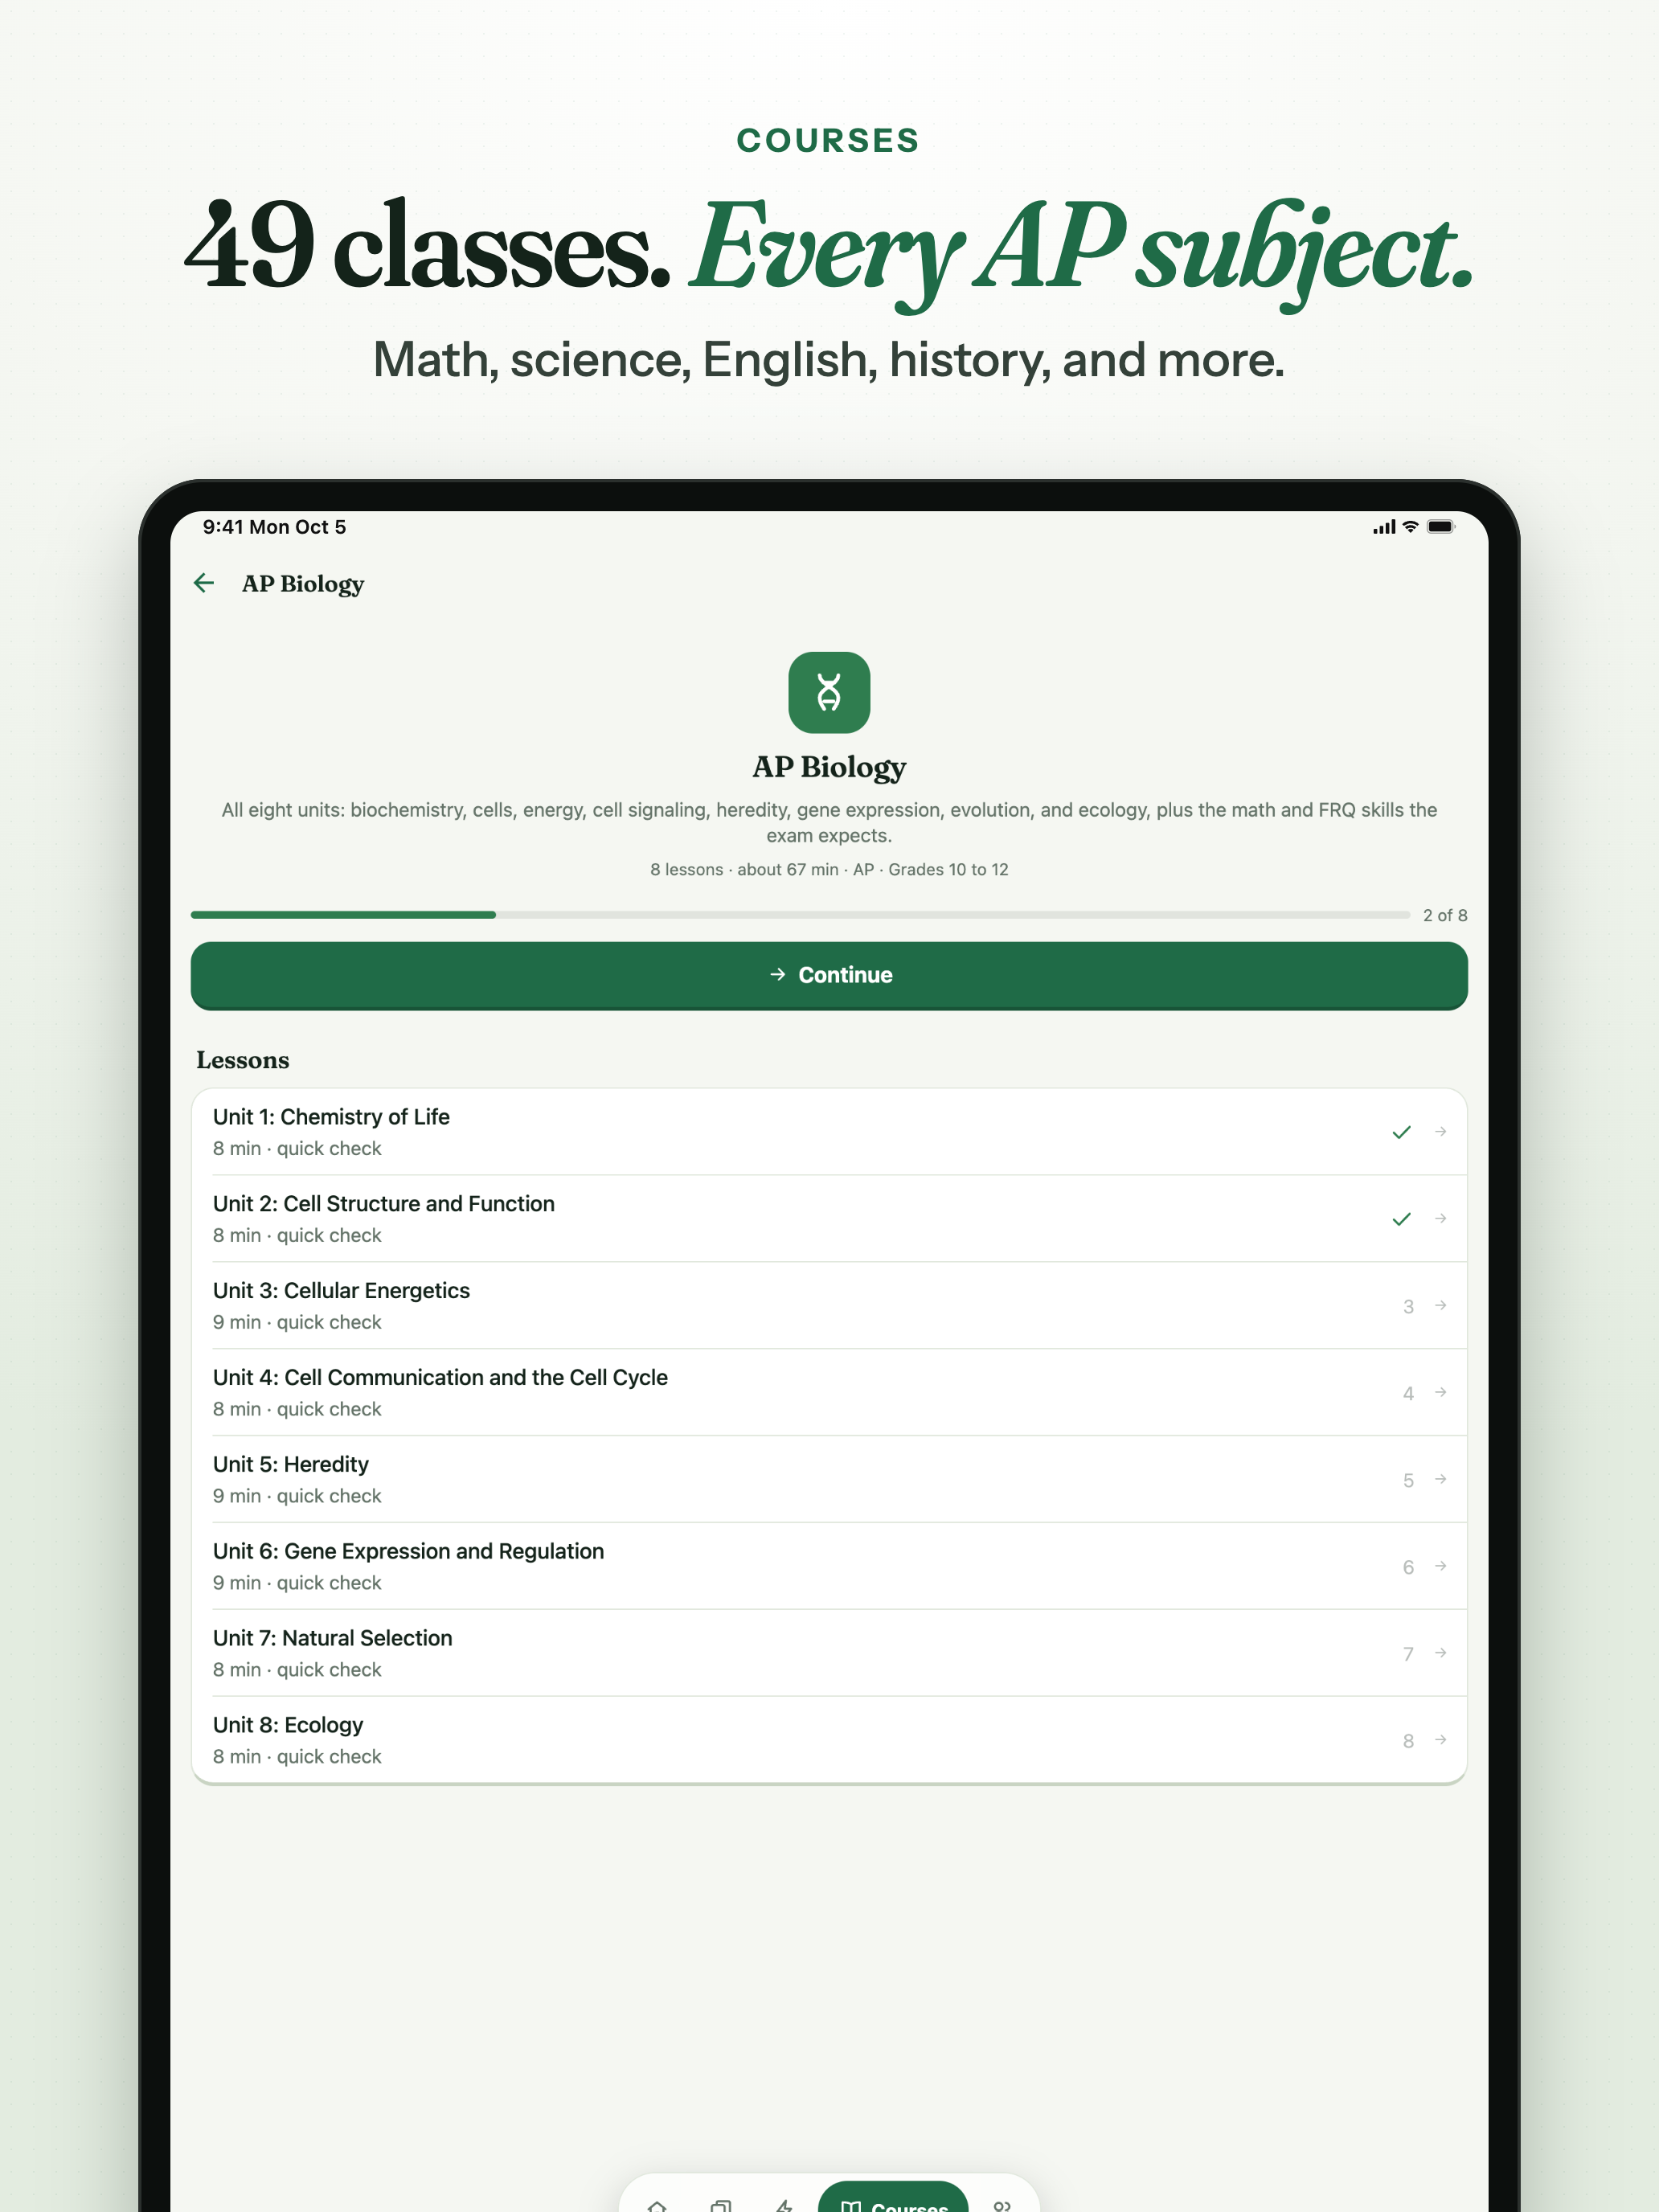 COURSES
49 classes. Every AP subject.
Math, science, English, history, and more.
9:41 Mon Oct 5
AP Biology
AP Biology
All eight units: biochemistry, cells, energy, cell signaling, heredity, gene expression, evolution, and ecology, plus the math and FRQ skills the
exam expects.
8 lessons · about 67 min · AP · Grades 10 to 12
2 of 8
Continue
Lessons
Unit 1: Chemistry of Life
8 min · quick check
Unit 2: Cell Structure and Function
8 min · quick check
Unit 3: Cellular Energetics
9 min · quick check
3
Unit 4: Cell Communication and the Cell Cycle
8 min · quick check
4
Unit 5: Heredity
9 min · quick check
5
Unit 6: Gene Expression and Regulation
9 min · quick check
6
Unit 7: Natural Selection
8 min · quick check
7
Unit 8: Ecology
8 min · quick check
8
Courses